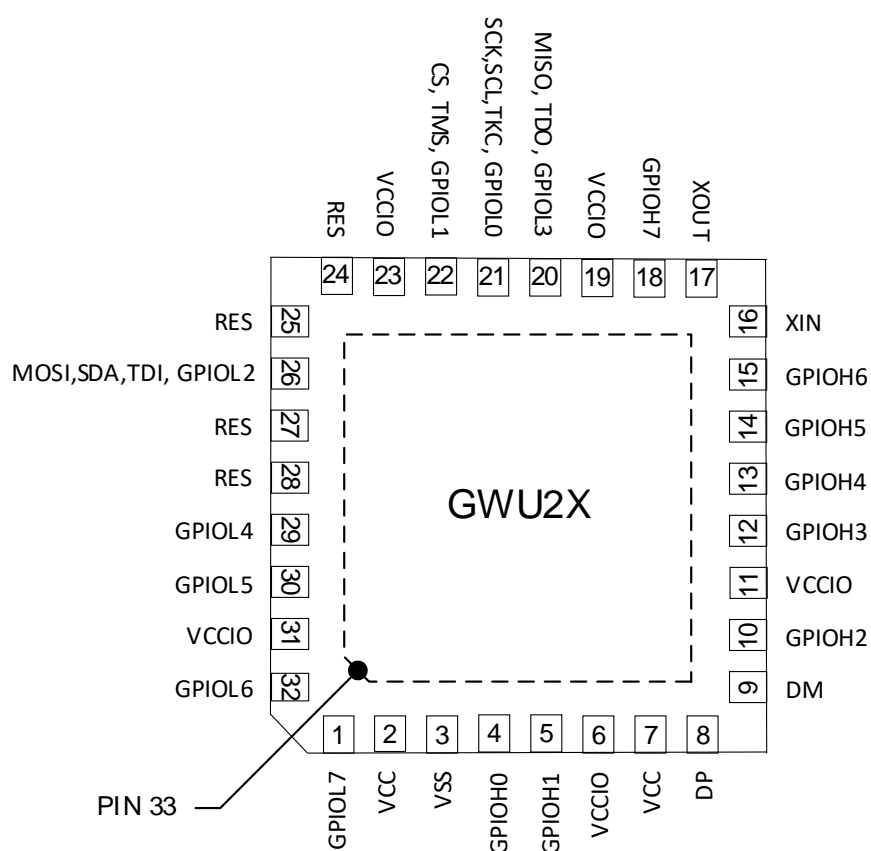 RES
VCCIO
CS, TMS, GPIOL1
SCK,SCL,TKC, GPIOL0
MISO, TDO, GPIOL3
VCCIO
GPIOH7
XOUT
24
23
22
21
20
19
18
17
RES
25
MOSI,SDA,TDI, GPIOL2
26
RES
27
RES
28
GPIOL4
29
GPIOL5
30
VCCIO
31
GPIOL6
32
GWU2X
16
XIN
15
GPIOH6
14
GPIOH5
13
GPIOH4
12
GPIOH3
11
VCCIO
10
GPIOH2
9
DM
1
2
3
4
5
6
7
8
GPIOL7
VCC
VSS
GPIOH0
GPIOH1
VCCIO
VCC
DP
PIN 33